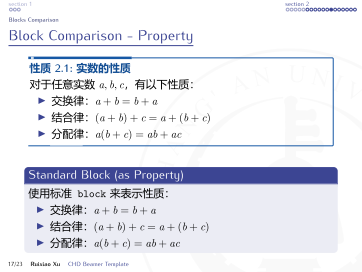 section 1
section 2
Blocks Comparison
Block Comparison - Property
性质 2.1: 实数的性质
对于任意实数 a, b, c，有以下性质：
▶ 交换律：a + b = b + a
▶ 结合律：(a + b) + c = a + (b + c)
▶ 分配律：a(b + c) = ab + ac
Standard Block (as Property)
使用标准 block 来表示性质：
▶ 交换律：a + b = b + a
▶ 结合律：(a + b) + c = a + (b + c)
▶ 分配律：a(b + c) = ab + ac
17/23 Ruixiao Xu CHD Beamer Template